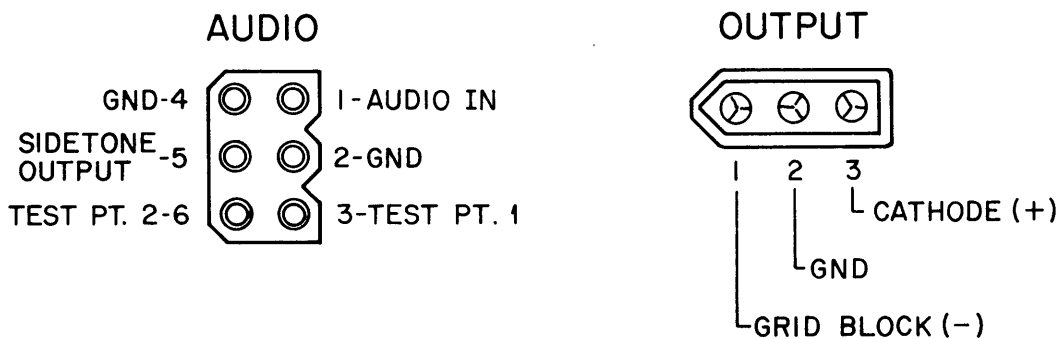 AUDIO
GND-4
1-AUDIO IN
SIDETONE
OUTPUT -5
2-GND
TEST PT. 2-6
3-TEST PT. 1
OUTPUT
1 2 3
CATHODE (+)
GND
GRID BLOCK (-)